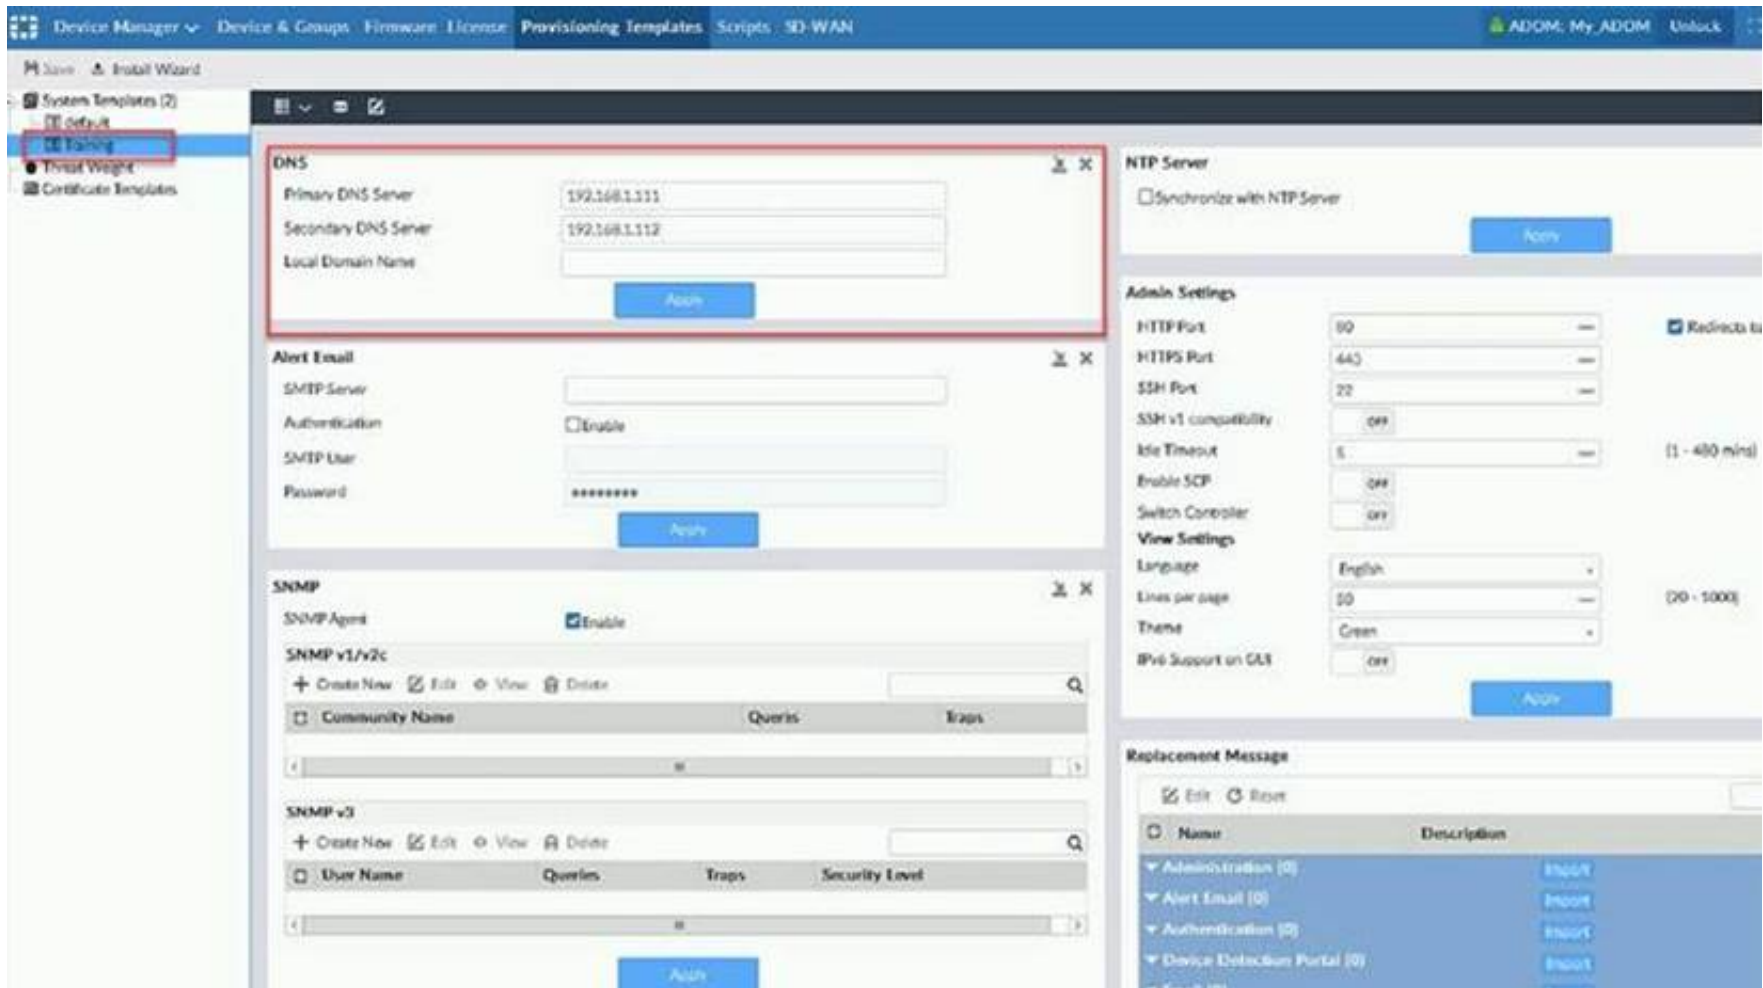 Device Manager Device & Groups Firmware License Provisioning Templates Scripts SD-WAN ADOM: My_ADOM Unlock
Save Install Wizard
System Templates (2)
default
Training
Threat Weight
Certificate Templates
DNS
Primary DNS Server 192.168.1.111
Secondary DNS Server 192.168.1.112
Local Domain Name
Apply
Alert Email
SMTP Server
Authentication Enable
SMTP User
Password ********
Apply
SNMP
SNMP Agent Enable
SNMP v1/v2c
Create New Edit View Delete
Community Name Queris Traps
SNMP v3
Create New Edit View Delete
User Name Queries Traps Security Level
Apply
NTP Server
Synchronize with NTP Server
Apply
Admin Settings
HTTP Port 80 Redirects to
HTTPS Port 443
SSH Port 22
SSH v1 compatibility OFF
Idle Timeout 5 (1 - 480 mins)
Enable SCP OFF
Switch Controller OFF
View Settings
Language English
Lines per page 50 (20 - 1000)
Theme Green
IPv6 Support on GUI OFF
Apply
Replacement Message
Edit Reset
Name Description
Administration (0) Import
Alert Email (0) Import
Authentication (0) Import
Device Detection Portal (0) Import